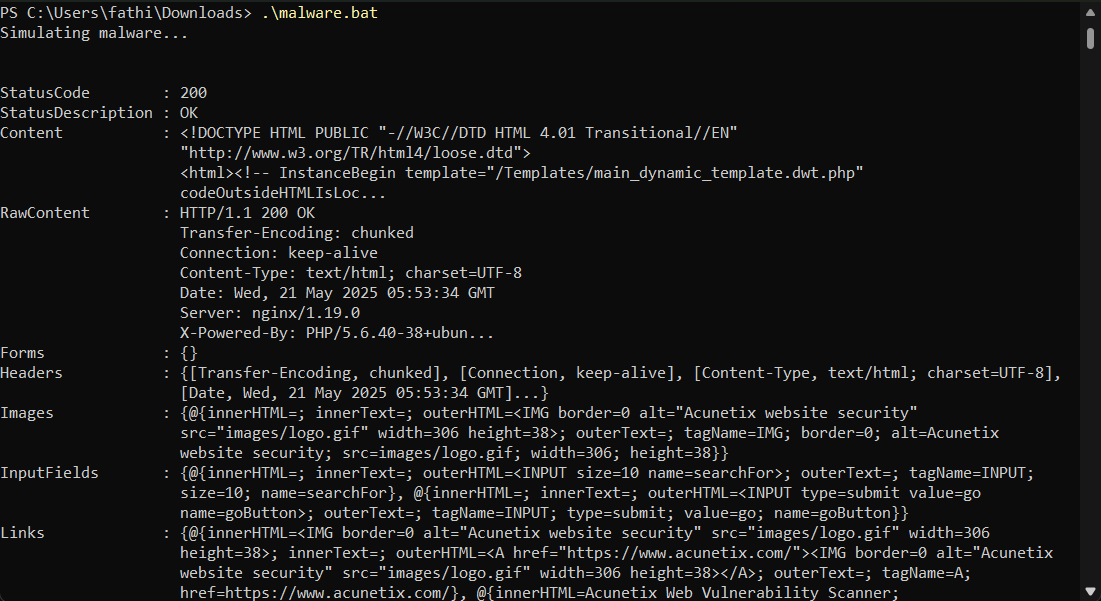 PS C:\Users\fathi\Downloads> .\malware.bat
Simulating malware...
StatusCode        : 200
StatusDescription : OK
Content           : <!DOCTYPE HTML PUBLIC "-//W3C//DTD HTML 4.01 Transitional//EN"
                    "http://www.w3.org/TR/html4/loose.dtd">
                    <html><!-- InstanceBegin template="/Templates/main_dynamic_template.dwt.php"
                    codeOutsideHTMLIsLoc...
RawContent        : HTTP/1.1 200 OK
                    Transfer-Encoding: chunked
                    Connection: keep-alive
                    Content-Type: text/html; charset=UTF-8
                    Date: Wed, 21 May 2025 05:53:34 GMT
                    Server: nginx/1.19.0
                    X-Powered-By: PHP/5.6.40-38+ubun...
Forms             : {}
Headers           : {[Transfer-Encoding, chunked], [Connection, keep-alive], [Content-Type, text/html; charset=UTF-8],
                    [Date, Wed, 21 May 2025 05:53:34 GMT]...}
Images            : {@{innerHTML=; innerText=; outerHTML=<IMG border=0 alt="Acunetix website security"
                    src="images/logo.gif" width=306 height=38>; outerText=; tagName=IMG; border=0; alt=Acunetix
                    website security; src=images/logo.gif; width=306; height=38}}
InputFields       : {@{innerHTML=; innerText=; outerHTML=<INPUT size=10 name=searchFor>; outerText=; tagName=INPUT;
                    size=10; name=searchFor}, @{innerHTML=; innerText=; outerHTML=<INPUT type=submit value=go
                    name=goButton>; outerText=; tagName=INPUT; type=submit; value=go; name=goButton}}
Links             : {@{innerHTML=<IMG border=0 alt="Acunetix website security" src="images/logo.gif" width=306
                    height=38>; innerText=; outerHTML=<A href="https://www.acunetix.com/"><IMG border=0 alt="Acunetix
                    website security" src="images/logo.gif" width=306 height=38></A>; outerText=; tagName=A;
                    href=https://www.acunetix.com/}, @{innerHTML=Acunetix Web Vulnerability Scanner;